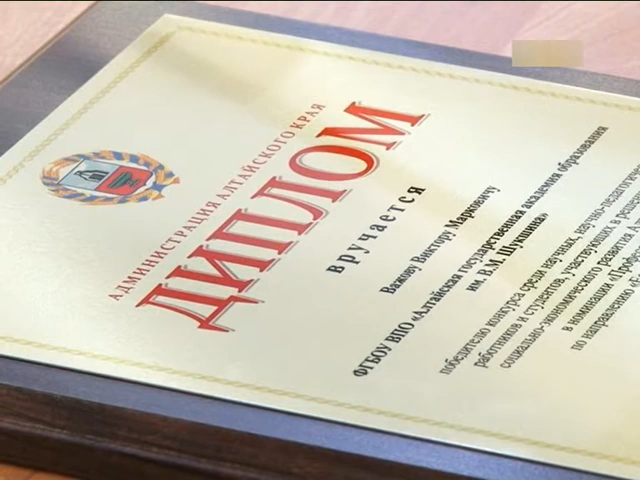 АДМИНИСТРАЦИЯ АЛТАЙСКОГО КРАЯ
ДИПЛОМ
вручается
Важову Виктору Марковичу
ФГБОУ ВПО «Алтайская государственная академия образования
им. В.М. Шукшина»
победителю конкурса среди научных, научно-педагогических
работников и студентов, участвующих в решении
социально-экономического развития
в номинации
по направлению